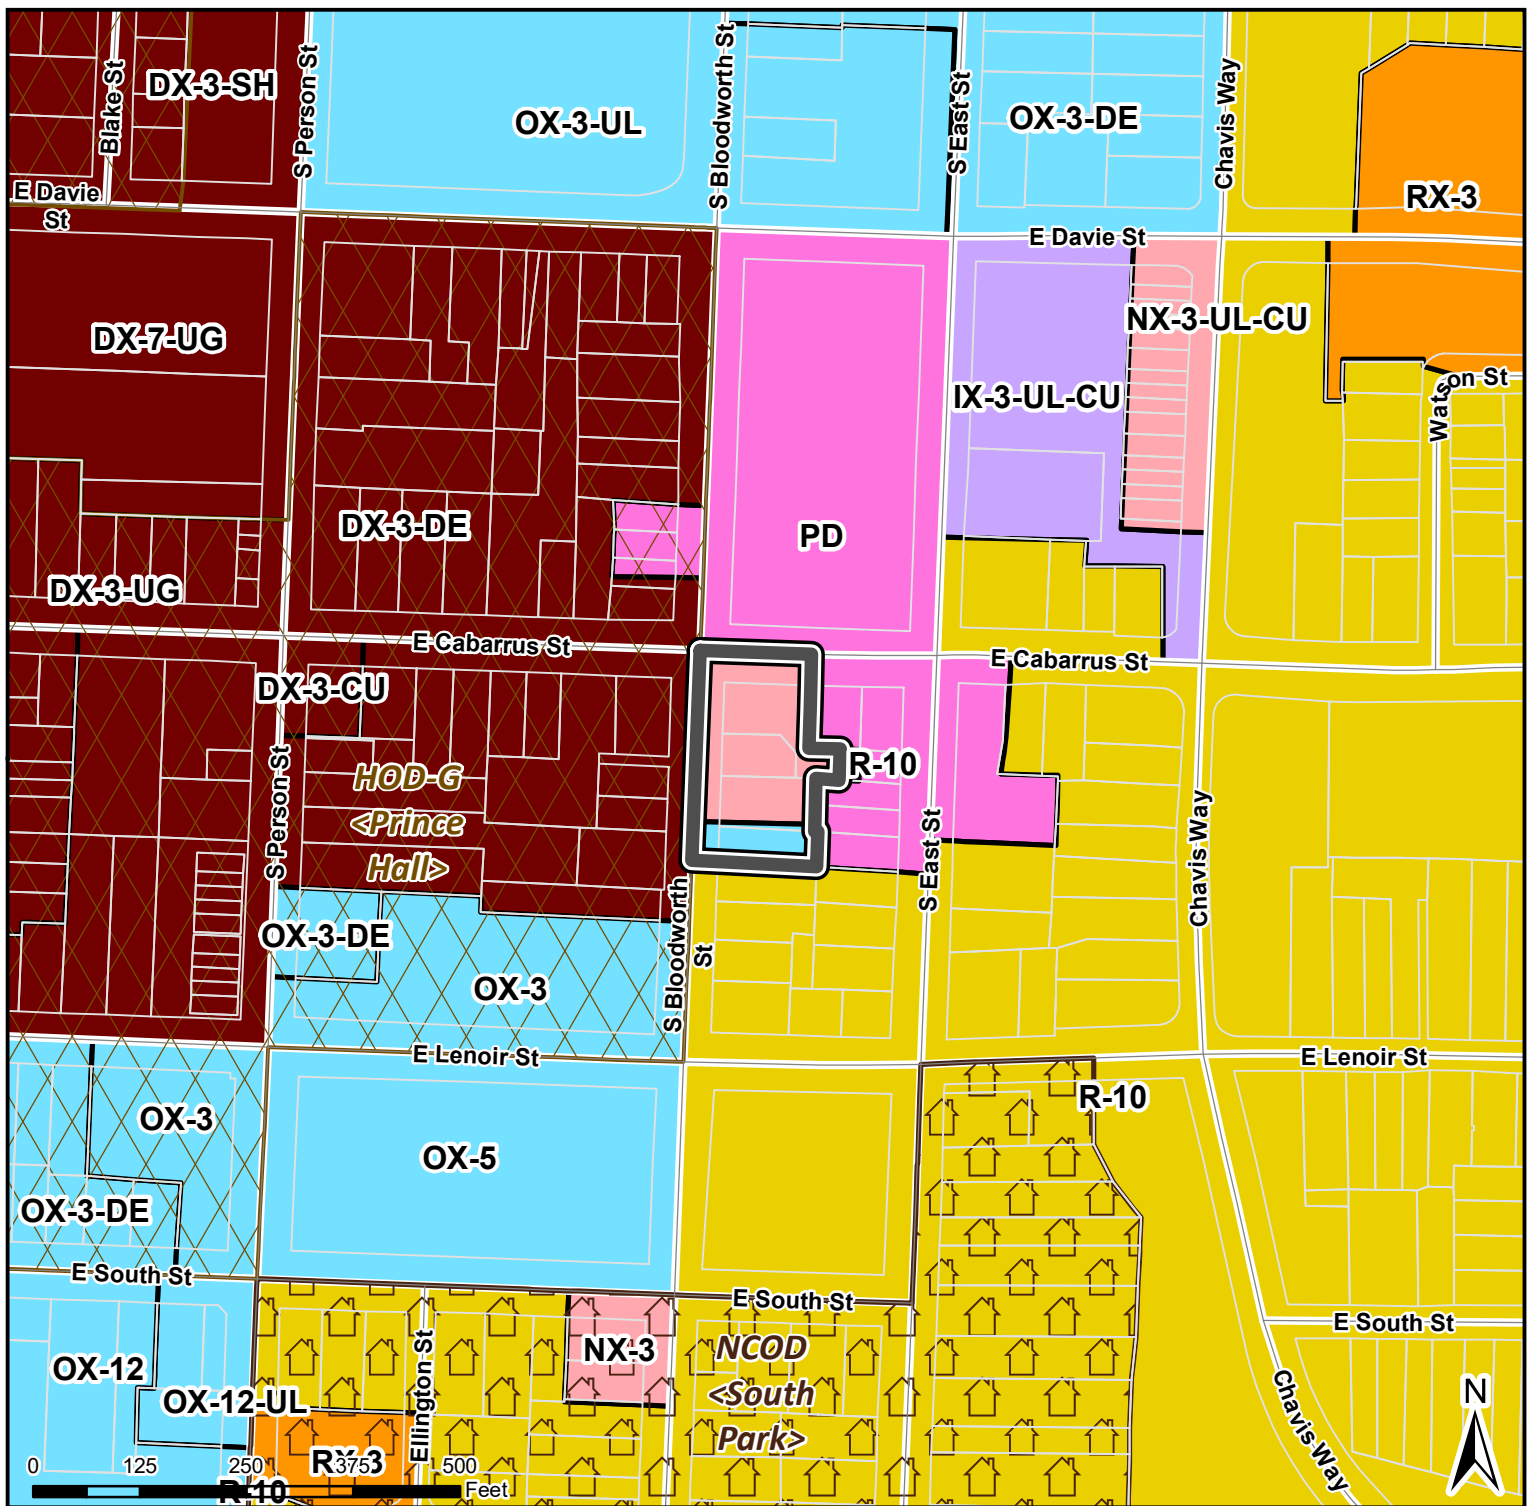 Blake St
DX-3-SH
S Person St
OX-3-UL
S Bloodworth St
S East St
OX-3-DE
Chavis Way
RX-3
E Davie
St
E Davie St
DX-7-UG
NX-3-UL-CU
IX-3-UL-CU
Watson St
DX-3-DE
PD
DX-3-UG
E Cabarrus St
E Cabarrus St
DX-3-CU
HOD-G
<Prince
Hall>
R-10
S Person St
S East St
Chavis Way
OX-3-DE
OX-3
S Bloodworth
St
E Lenoir St
E Lenoir St
R-10
OX-3
OX-5
OX-3-DE
E South St
E South St
E South St
OX-12
OX-12-UL
Ellington St
NX-3
NCOD
<South
Park>
Chavis Way
N
RX-3
0 125 250 375 500
Feet
R-10